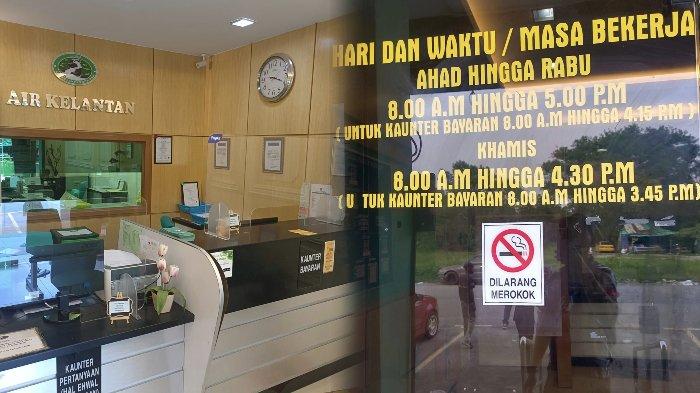 AIR KELANTAN
KAUNTER
BAYARAN
KAUNTER
PERTANYAAN
HARI DAN WAKTU / MASA BEKERJA
AHAD HINGGA RABU
8.00 A.M HINGGA 5.00 P.M
( UNTUK KAUNTER BAYARAN 8.00 A.M HINGGA 4.15 P.M )
KHAMIS
8.00 A.M HINGGA 4.30 P.M
( U TUK KAUNTER BAYARAN 8.00 A.M HINGGA 3.45 P.M)
DILARANG
MEROKOK